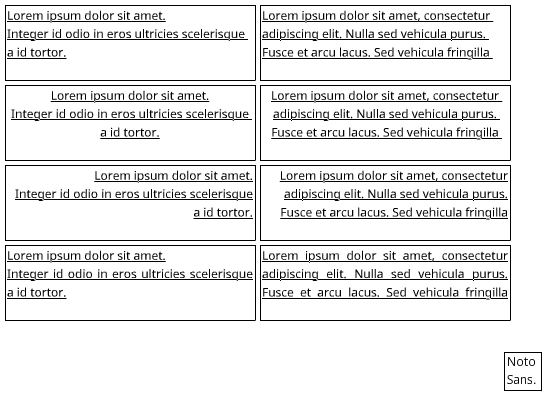 Lorem ipsum dolor sit amet.
Integer id odio in eros ultricies scelerisque
a id tortor.
Lorem ipsum dolor sit amet, consectetur
adipiscing elit. Nulla sed vehicula purus.
Fusce et arcu lacus. Sed vehicula fringilla
Lorem ipsum dolor sit amet.
Integer id odio in eros ultricies scelerisque
a id tortor.
Lorem ipsum dolor sit amet, consectetur
adipiscing elit. Nulla sed vehicula purus.
Fusce et arcu lacus. Sed vehicula fringilla
Lorem ipsum dolor sit amet.
Integer id odio in eros ultricies scelerisque
a id tortor.
Lorem ipsum dolor sit amet, consectetur
adipiscing elit. Nulla sed vehicula purus.
Fusce et arcu lacus. Sed vehicula fringilla
Lorem ipsum dolor sit amet.
Integer id odio in eros ultricies scelerisque
a id tortor.
Lorem ipsum dolor sit amet, consectetur
adipiscing elit. Nulla sed vehicula purus.
Fusce et arcu lacus. Sed vehicula fringilla
Noto
Sans.